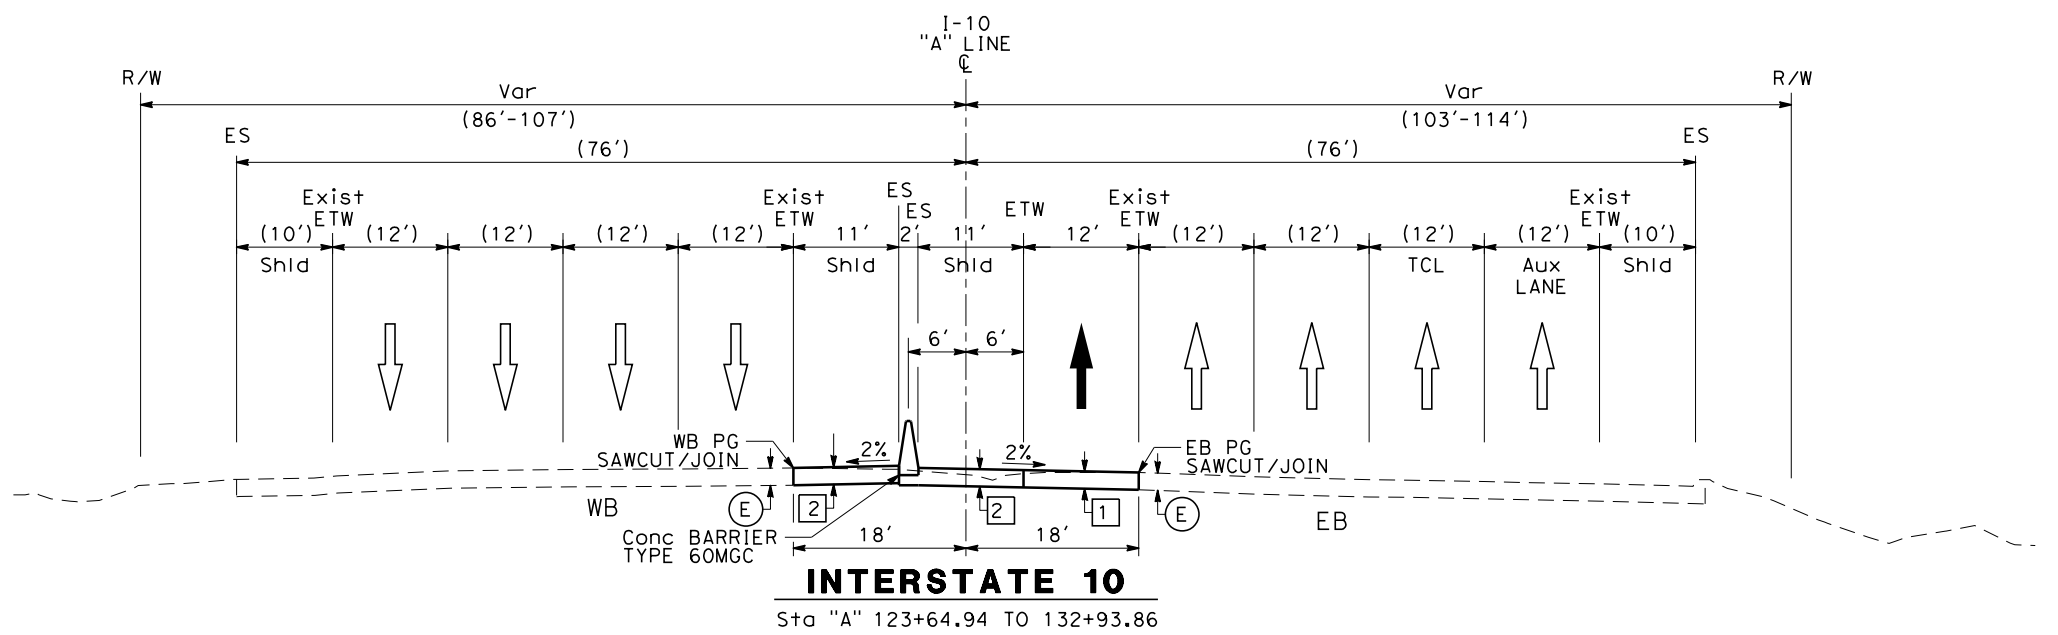 I-10
"A" LINE
℄
R/W
R/W
Var
Var
(86'-107')
(103'-114')
ES
ES
(76')
(76')
Exist
ETW
Exist
ETW
ES
ES
ETW
Exist
ETW
Exist
ETW
(10') (12') (12') (12') (12') 11' 2' 11' 12' (12') (12') (12') (12') (10')
Shld Shld Shld TCL Aux Shld
LANE
6' 6'
WB PG
SAWCUT/JOIN
2% 2%
EB PG
SAWCUT/JOIN
WB E 2 2 1 E EB
Conc BARRIER
TYPE 60MGC
18' 18'
INTERSTATE 10
Sta "A" 123+64.94 TO 132+93.86